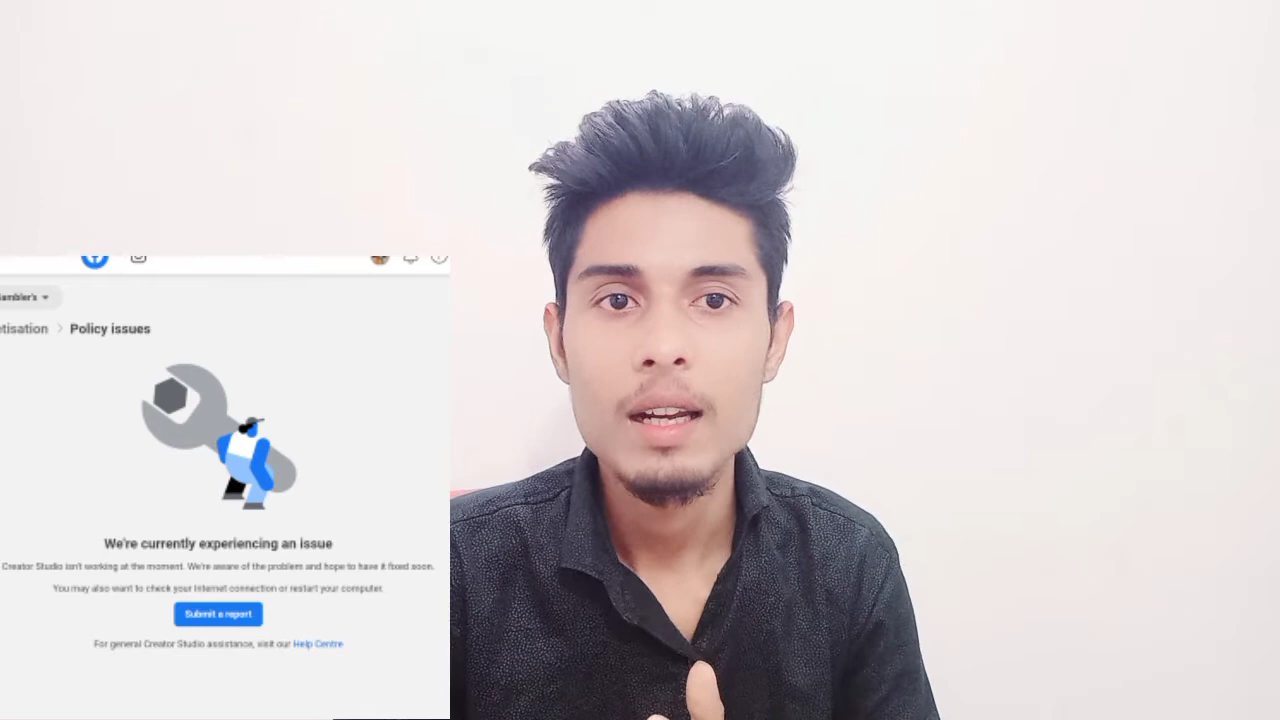 ambler's
etisation > Policy issues
We're currently experiencing an issue
Creator Studio isn't working at the moment. We're aware of the problem and hope to have it fixed soon.
You may also want to check your Internet connection or restart your computer.
Submit a report
For general Creator Studio assistance, visit our Help Centre